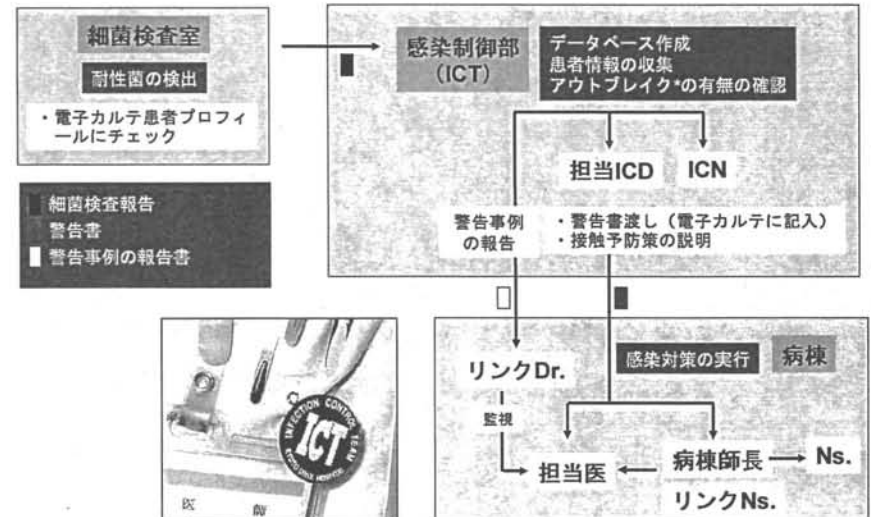 細菌検査室
耐性菌の検出
・電子カルテ患者プロフィ
ールにチェック
感染制御部
（ICT）
データベース作成
患者情報の収集
アウトブレイク*の有無の確認
担当ICD
ICN
警告事例
の報告
・警告書渡し（電子カルテに記入）
・接触予防策の説明
細菌検査報告
警告書
警告事例の報告書
INFECTION CONTROL TEAM
ICT
医 師
感染対策の実行
病棟
リンクDr.
監視
担当医
病棟師長
Ns.
リンクNs.